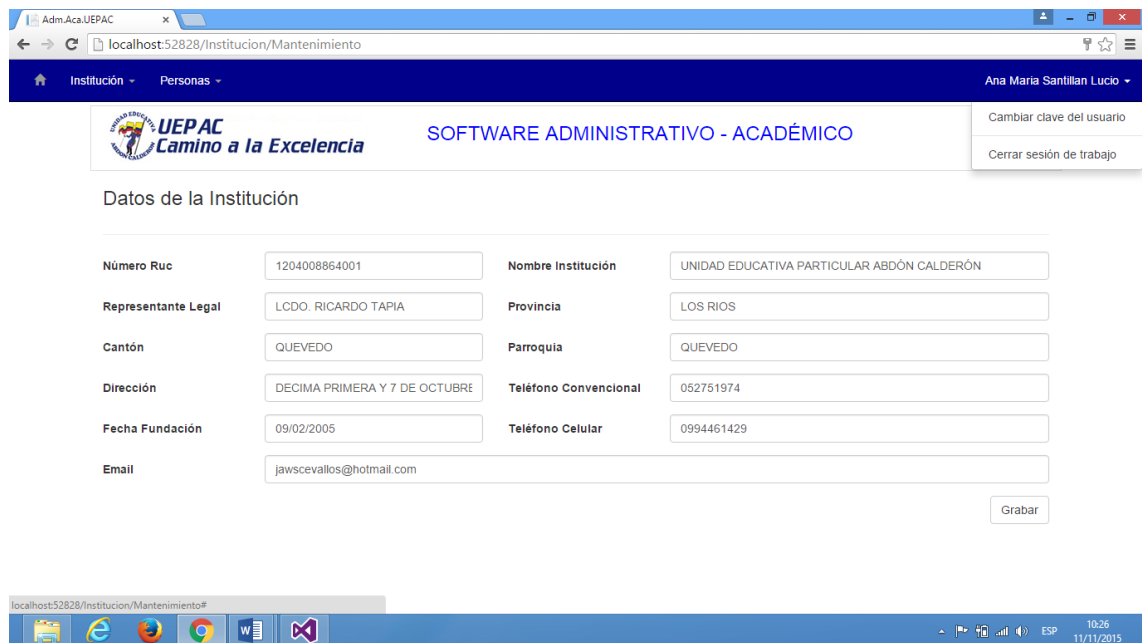 Adm.Aca.UEPAC
localhost:52828/Institucion/Mantenimiento
Institución Personas Ana Maria Santillan Lucio
Cambiar clave del usuario
Cerrar sesión de trabajo
UNIDAD EDUCATIVA
ABDON CALDERON
UEPAC
Camino a la Excelencia
SOFTWARE ADMINISTRATIVO - ACADÉMICO
Datos de la Institución
Número Ruc 1204008864001 Nombre Institución UNIDAD EDUCATIVA PARTICULAR ABDÓN CALDERÓN
Representante Legal LCDO. RICARDO TAPIA Provincia LOS RIOS
Cantón QUEVEDO Parroquia QUEVEDO
Dirección DECIMA PRIMERA Y 7 DE OCTUBRE Teléfono Convencional 052751974
Fecha Fundación 09/02/2005 Teléfono Celular 0994461429
Email jawscevallos@hotmail.com
Grabar
localhost:52828/Institucion/Mantenimiento#
ESP 10:26
11/11/2015